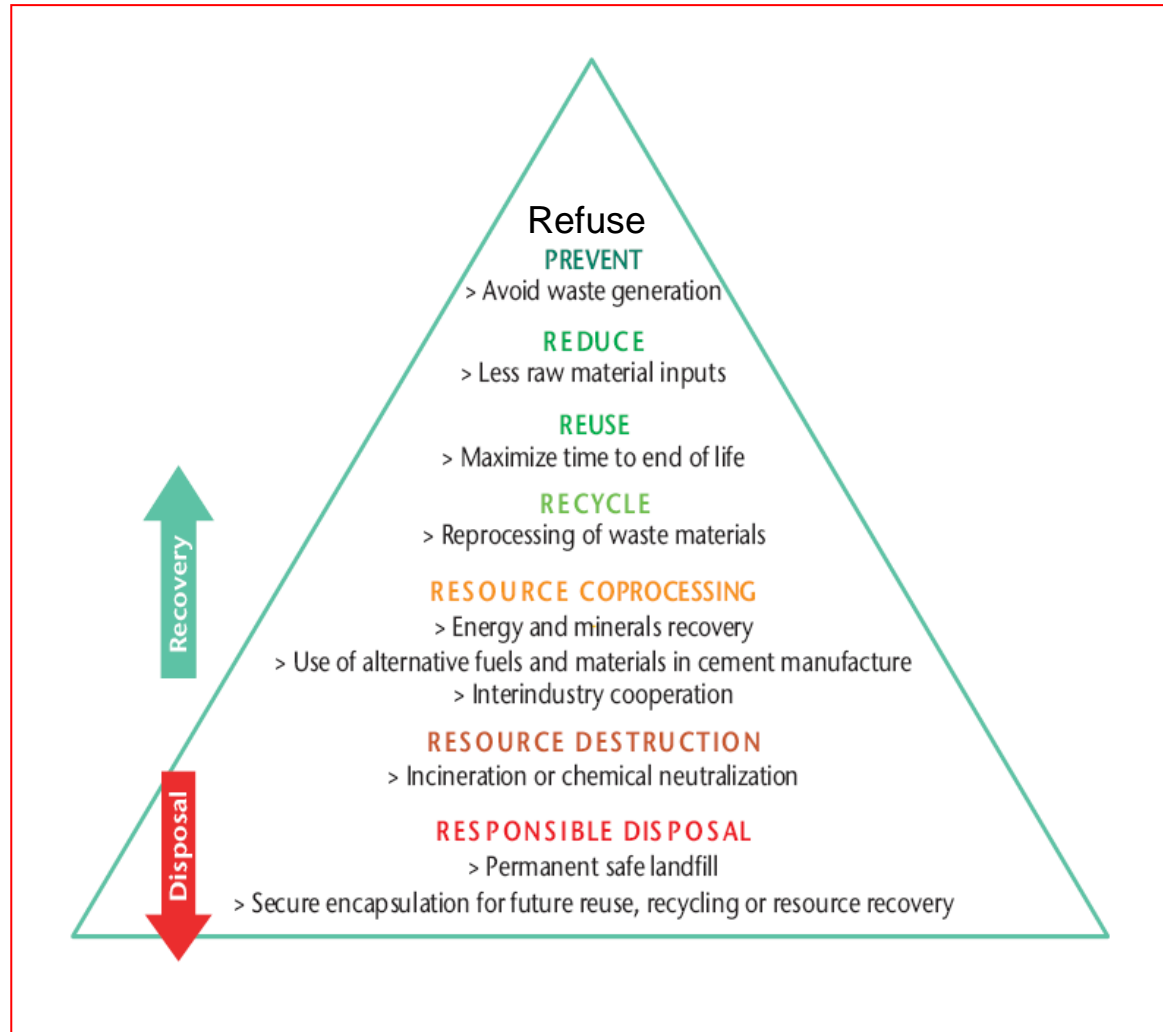 Refuse
PREVENT
> Avoid waste generation
REDUCE
> Less raw material inputs
REUSE
> Maximize time to end of life
RECYCLE
> Reprocessing of waste materials
RESOURCE COPROCESSING
> Energy and minerals recovery
> Use of alternative fuels and materials in cement manufacture
> Interindustry cooperation
RESOURCE DESTRUCTION
> Incineration or chemical neutralization
RESPONSIBLE DISPOSAL
> Permanent safe landfill
> Secure encapsulation for future reuse, recycling or resource recovery
Recovery
Disposal